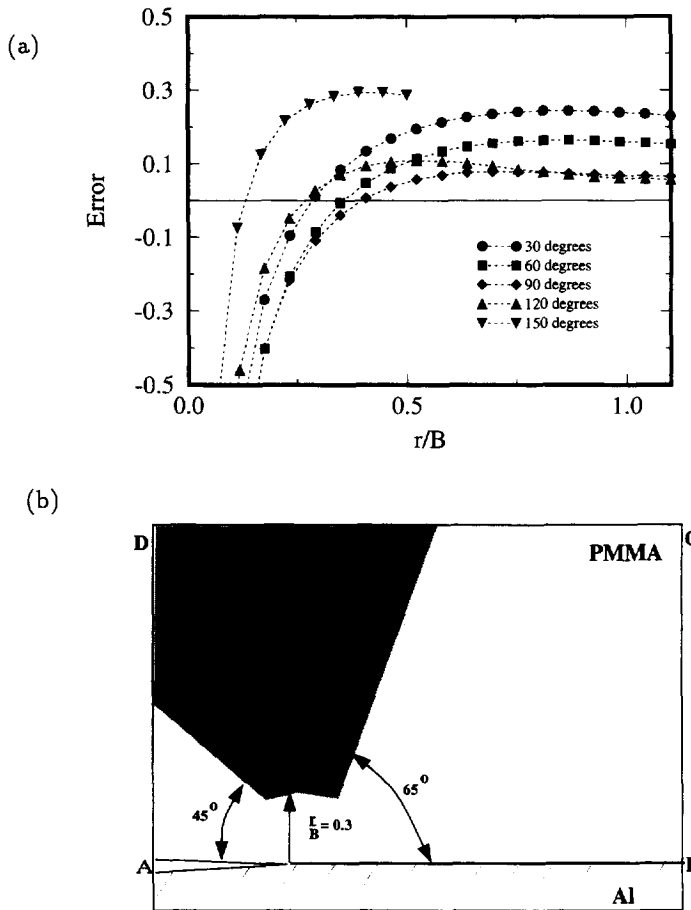 (a)
0.5
0.3
0.1
-0.1
-0.3
-0.5
Error
30 degrees
60 degrees
90 degrees
120 degrees
150 degrees
0.0
0.5
1.0
r/B
(b)
D
PMMA
45°
r/B = 0.3
65°
A
Al